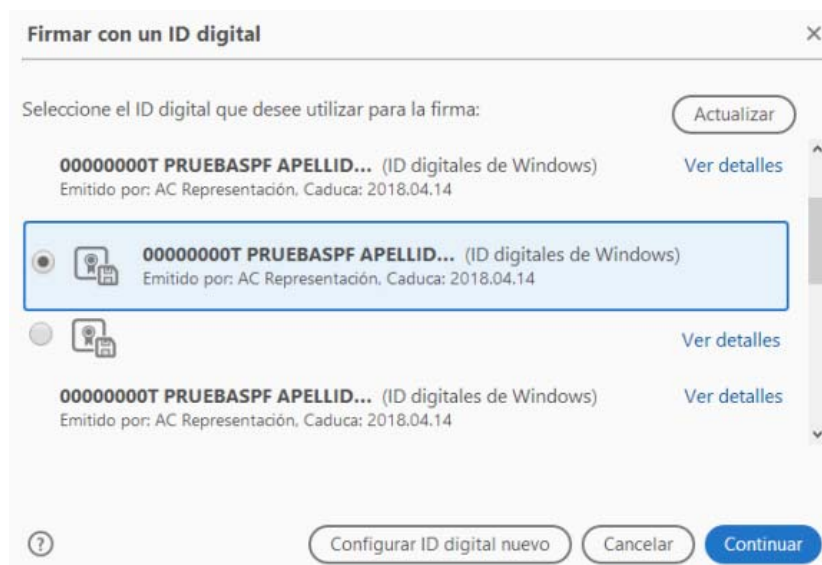 Firmar con un ID digital
Seleccione el ID digital que desee utilizar para la firma:
Actualizar
00000000T PRUEBASPF APELLID... (ID digitales de Windows) Ver detalles
Emitido por: AC Representación, Caduca: 2018.04.14
00000000T PRUEBASPF APELLID... (ID digitales de Windows)
Emitido por: AC Representación, Caduca: 2018.04.14
Ver detalles
00000000T PRUEBASPF APELLID... (ID digitales de Windows) Ver detalles
Emitido por: AC Representación, Caduca: 2018.04.14
Configurar ID digital nuevo Cancelar Continuar